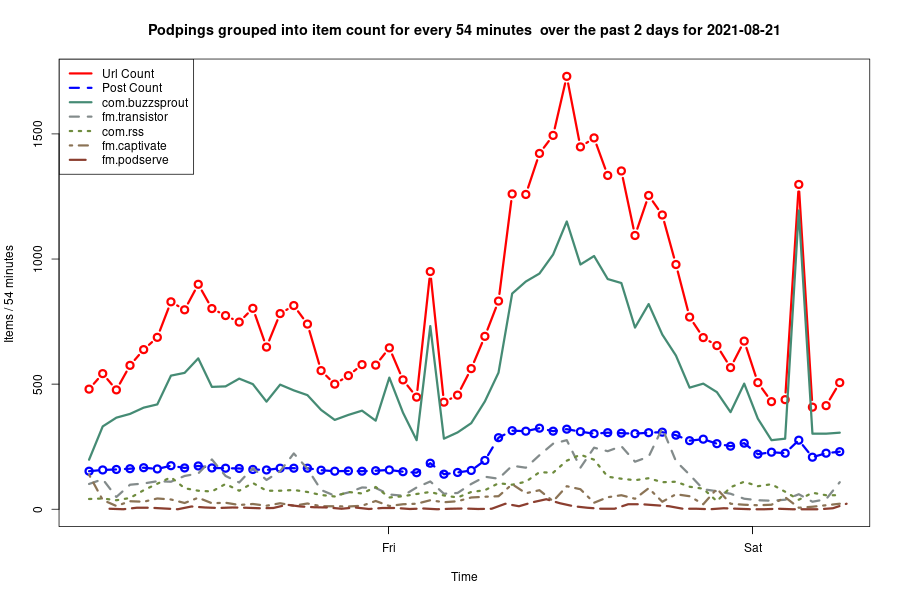 Podpings grouped into item count for every 54 minutes  over the past 2 days for 2021-08-21
Url Count
Post Count
com.buzzsprout
fm.transistor
com.rss
fm.captivate
fm.podserve
Items / 54 minutes
1500
1000
500
0
Fri
Sat
Time